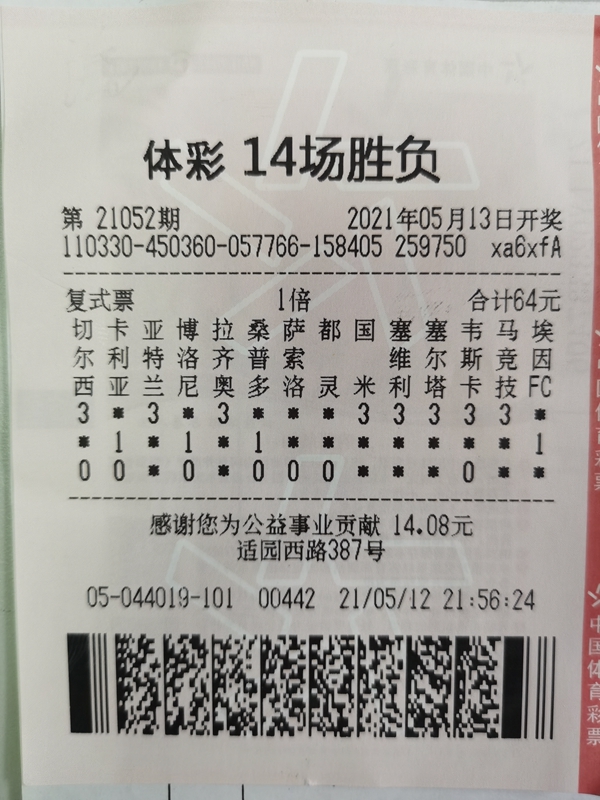 体彩 14场胜负
第 21052期 2021年05月13日开奖
110330-450360-057766-158405 259750 xa6xfA
复式票 1倍 合计64元
切 卡 亚 博 拉 桑 萨 都 国 塞 塞 韦 马 埃
尔 利 特 洛 齐 普 索 维 尔 斯 竞 因
西 亚 兰 尼 奥 多 洛 灵 米 利 塔 卡 技 FC
3 * 3 * 3 * * * 3 3 3 3 3 *
* 1 * 1 * 1 * * * * * * * 1
0 0 * 0 * 0 0 0 * * * 0 * *
感谢您为公益事业贡献 14.08元
适园西路387号
05-044019-101 00442 21/05/12 21:56:24
中国体育彩票